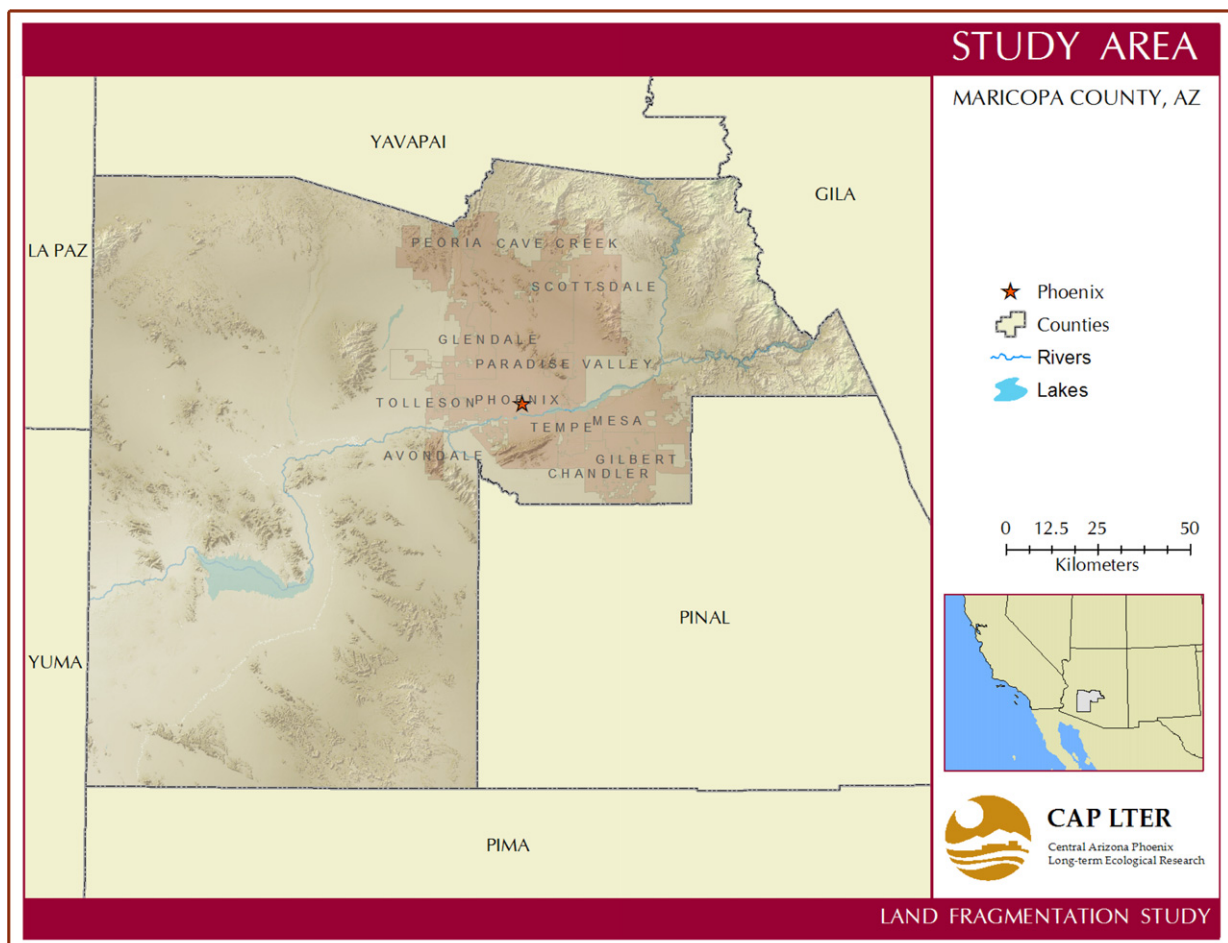 STUDY AREA
MARICOPA COUNTY, AZ
YAVAPAI
GILA
LA PAZ
PEORIA
CAVE CREEK
SCOTTSDALE
GLENDALE
PARADISE VALLEY
TOLLESON
PHOENIX
TEMPE
MESA
AVONDALE
GILBERT
CHANDLER
PINAL
YUMA
PIMA
Phoenix
Counties
Rivers
Lakes
0 12.5 25 50
Kilometers
CAP LTER
Central Arizona Phoenix
Long-term Ecological Research
LAND FRAGMENTATION STUDY